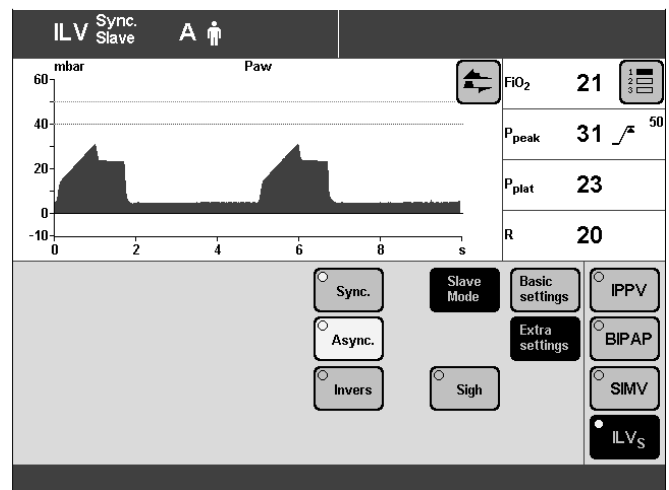 ILV Sync. Slave A
mbar Paw
60
40
20
0
-10
0 2 4 6 8 s
FiO2 21
1
2
3
Ppeak 31 50
Pplat 23
R 20
Sync. Slave Mode Basic settings IPPV
Async. Extra settings BIPAP
Invers Sigh SIMV
ILVS